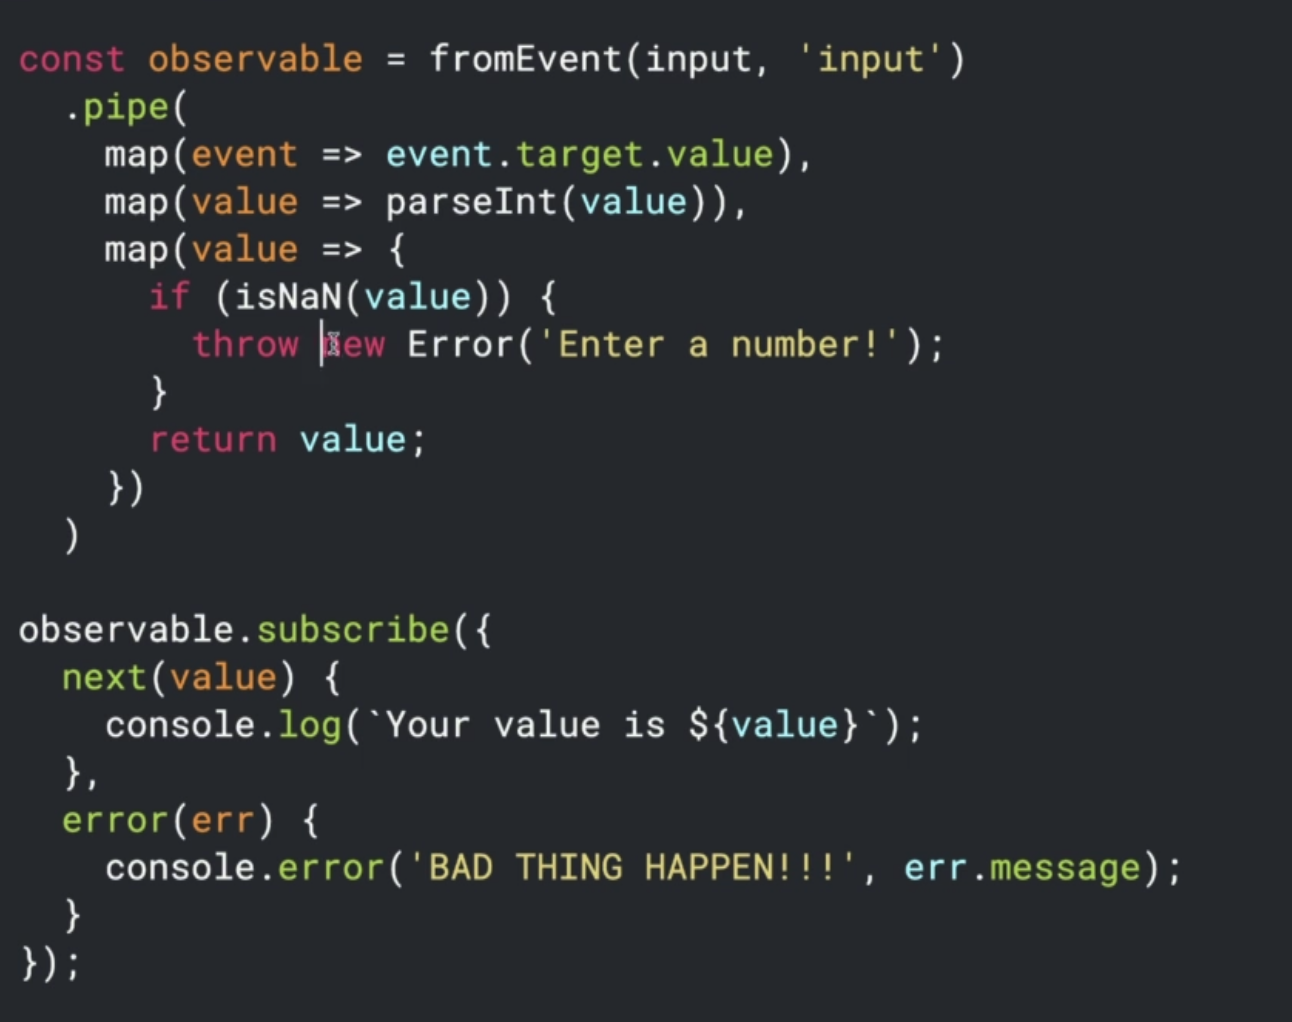 const observable = fromEvent(input, 'input')
  .pipe(
    map(event => event.target.value),
    map(value => parseInt(value)),
    map(value => {
      if (isNaN(value)) {
        throw new Error('Enter a number!');
      }
      return value;
    })
  )

observable.subscribe({
  next(value) {
    console.log(`Your value is ${value}`);
  },
  error(err) {
    console.error('BAD THING HAPPEN!!!', err.message);
  }
});